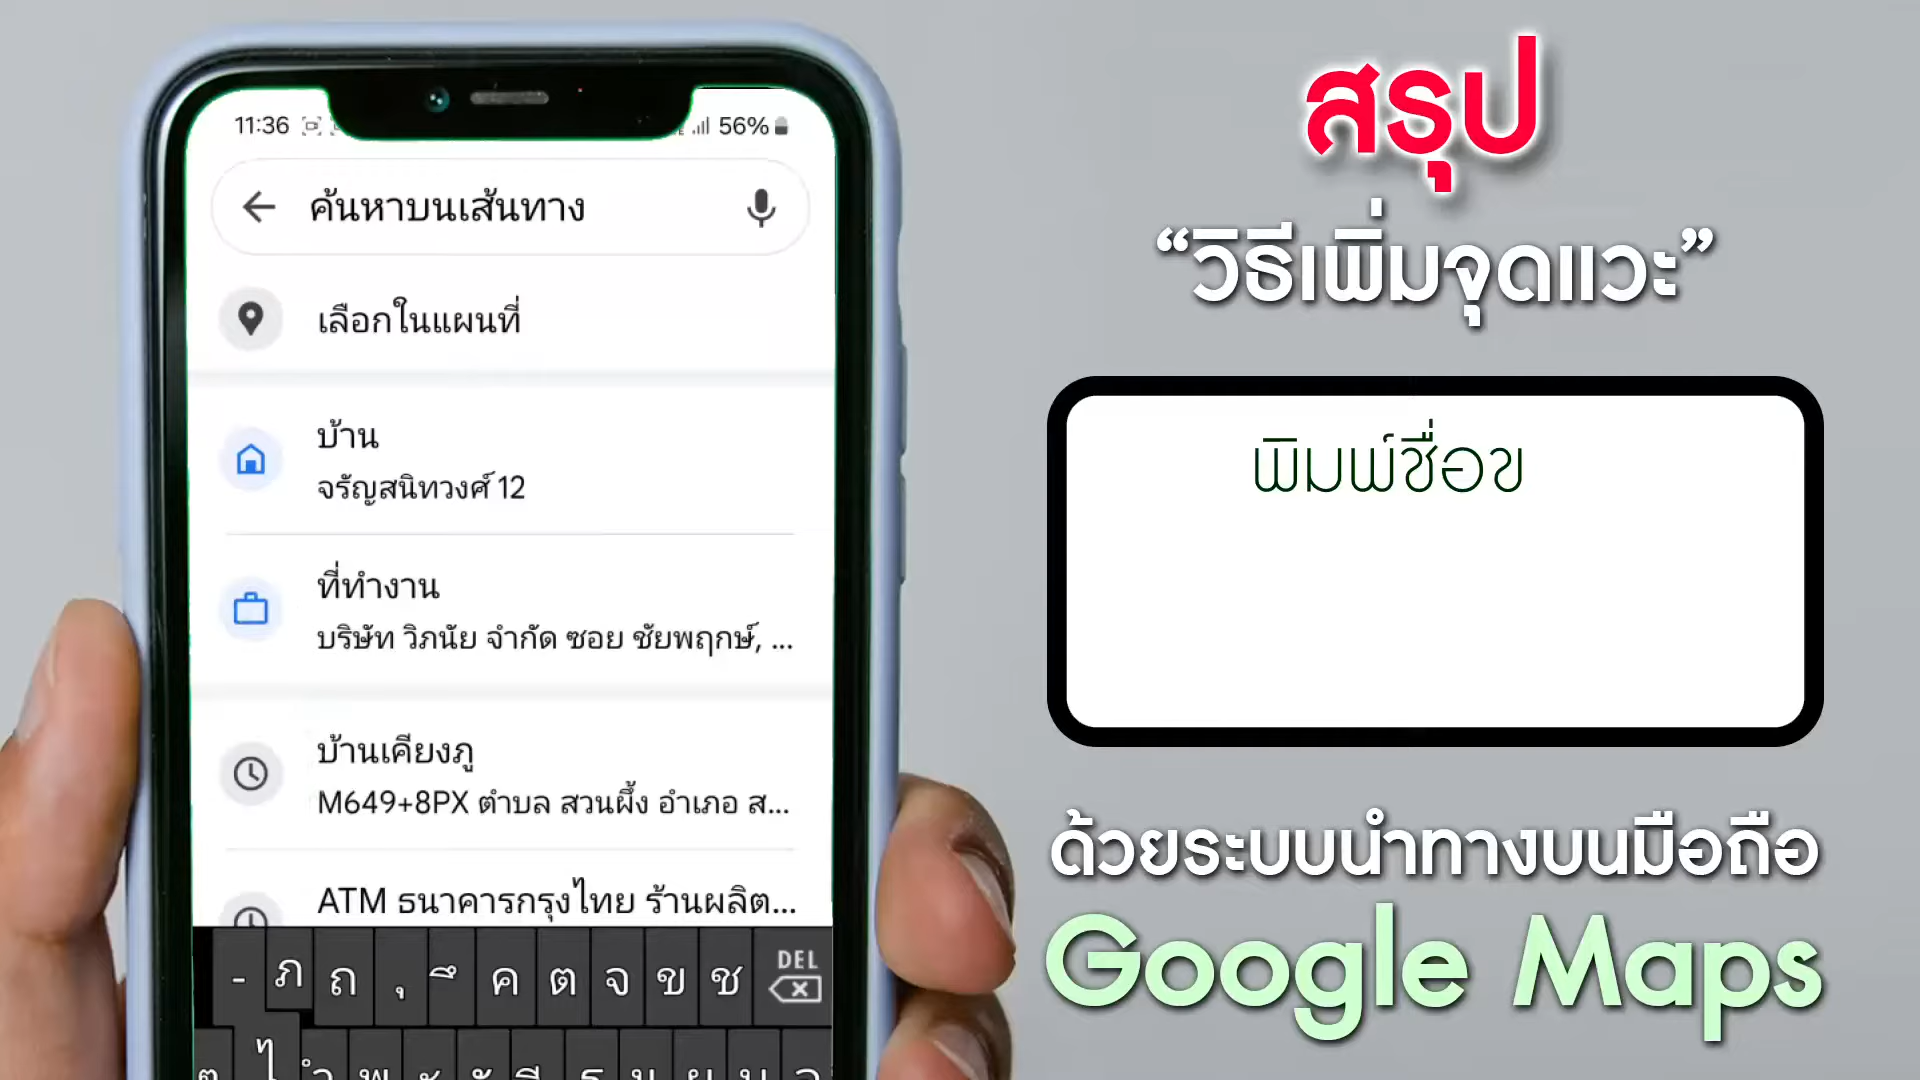 11:36
56%
ค้นหาบนเส้นทาง
เลือกในแผนที่
บ้าน
จรัญสนิทวงศ์ 12
ที่ทำงาน
บริษัท วิภนัย จำกัด ซอย ชัยพฤกษ์, ...
บ้านเคียงภู
M649+8PX ตำบล สวนผึ้ง อำเภอ ส...
ATM ธนาคารกรุงไทย ร้านผลิต...
- ภ ถ ุ ึ ค ต จ ข ช DEL
สรุป
“วิธีเพิ่มจุดแวะ”
พิมพ์ชื่อข
ด้วยระบบนำทางบนมือถือ
Google Maps